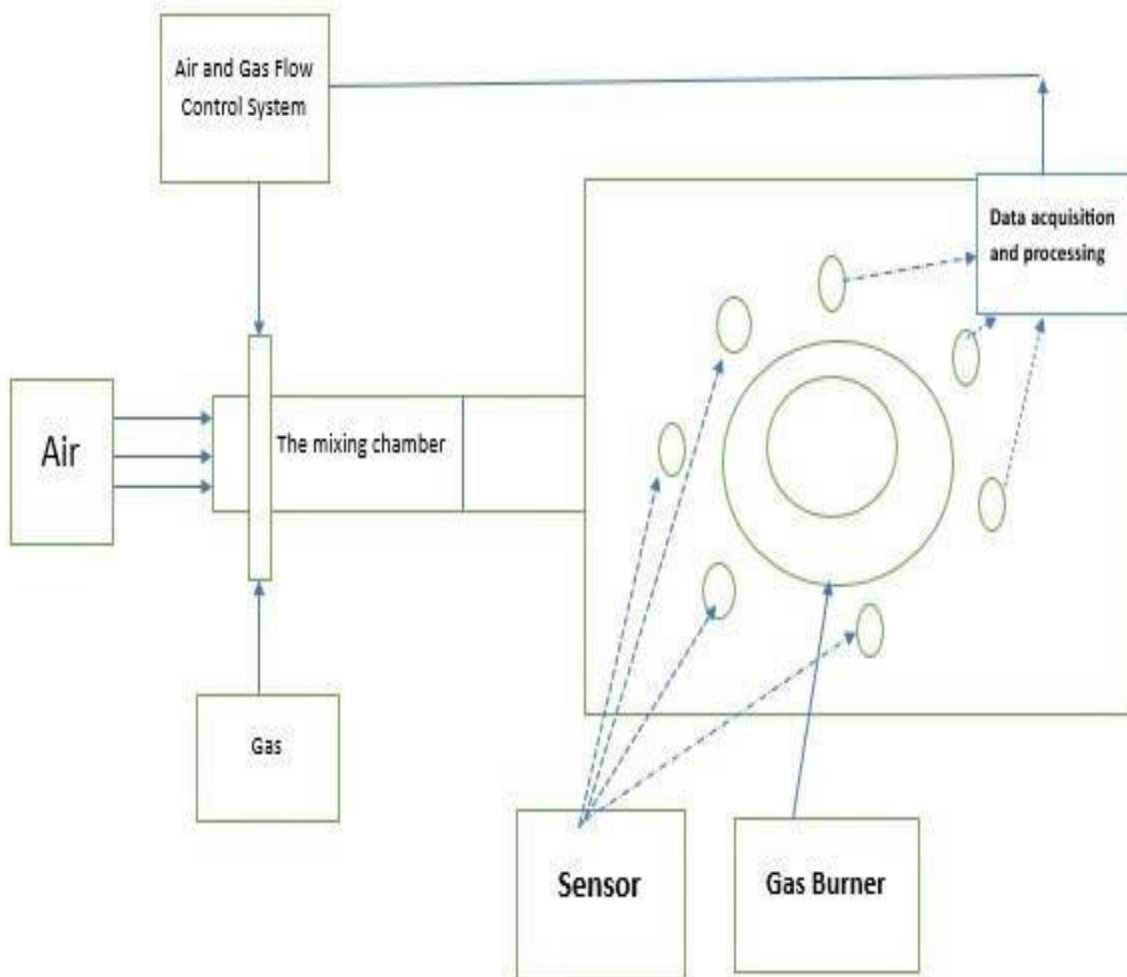 Air and Gas Flow
Control System
Data acquisition
and processing
Air
The mixing chamber
Gas
Sensor
Gas Burner